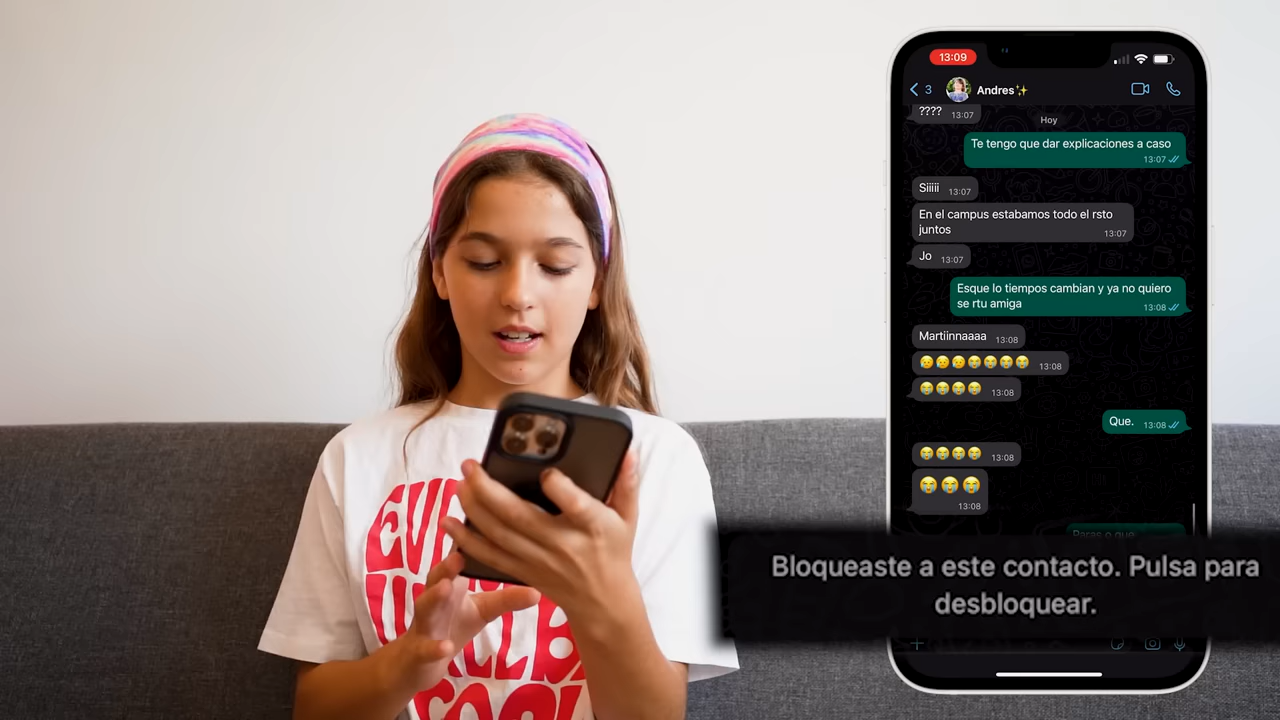 13:09
3
Andres✨
???? 13:07
Hoy
Te tengo que dar explicaciones a caso
13:07
Siiiii 13:07
En el campus estabamos todo el rsto
juntos
13:07
Jo 13:07
Esque lo tiempos cambian y ya no quiero
se rtu amiga
13:08
Martiinnaaaa 13:08
😥😥😥😭😭😭😭 13:08
😭😭😭😭 13:08
Que. 13:08
😭😭😭😭 13:08
😭😭😭
13:08
Paras o que
Bloqueaste a este contacto. Pulsa para
desbloquear.
COOL